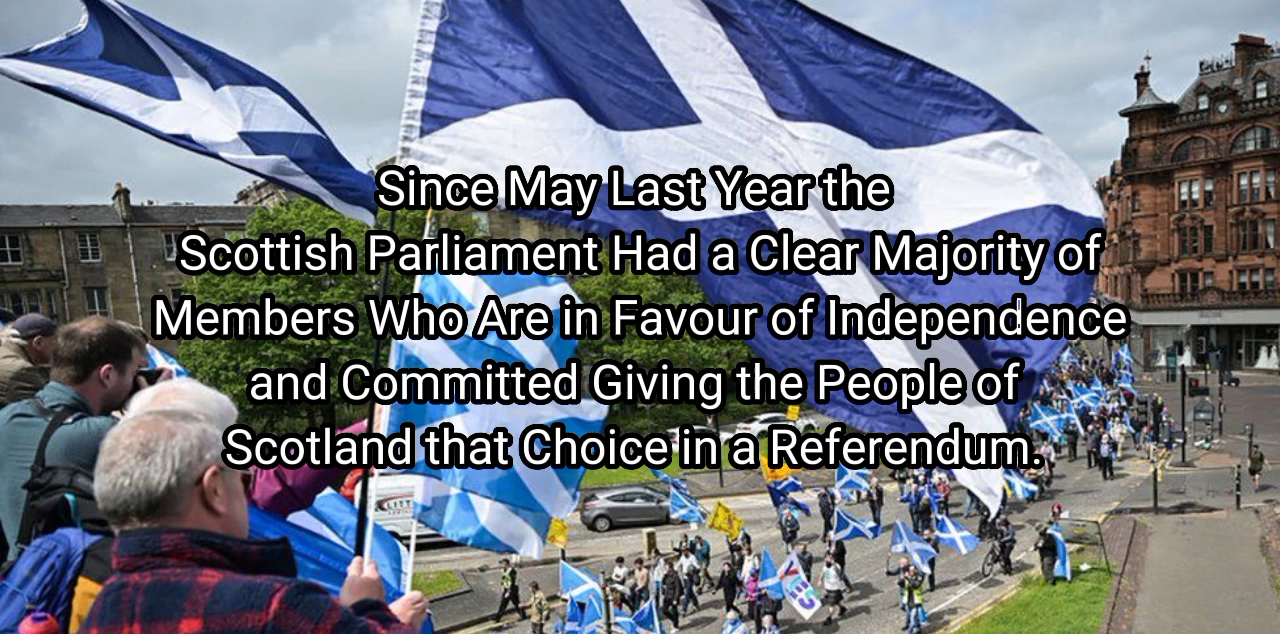 Since May Last Year the
Scottish Parliament Had a Clear Majority of
Members Who Are in Favour of Independence
and Committed Giving the People of
Scotland that Choice in a Referendum.
YES